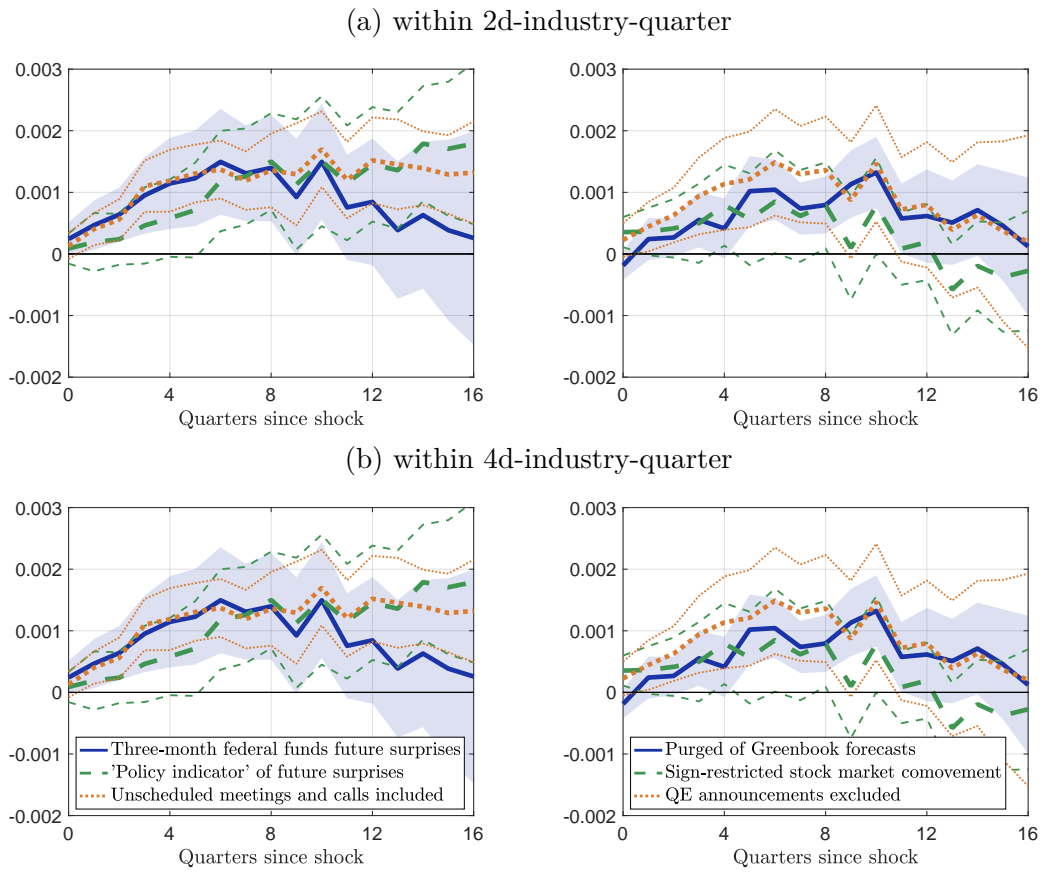 (a) within 2d-industry-quarter
0.003
0.002
0.001
0
-0.001
-0.002
0 4 8 12 16
Quarters since shock
0.003
0.002
0.001
0
-0.001
-0.002
0 4 8 12 16
Quarters since shock
(b) within 4d-industry-quarter
0.003
0.002
0.001
0
-0.001
-0.002
0 4 8 12 16
Quarters since shock
Three-month federal funds future surprises
'Policy indicator' of future surprises
Unscheduled meetings and calls included
0.003
0.002
0.001
0
-0.001
-0.002
0 4 8 12 16
Quarters since shock
Purged of Greenbook forecasts
Sign-restricted stock market comovement
QE announcements excluded